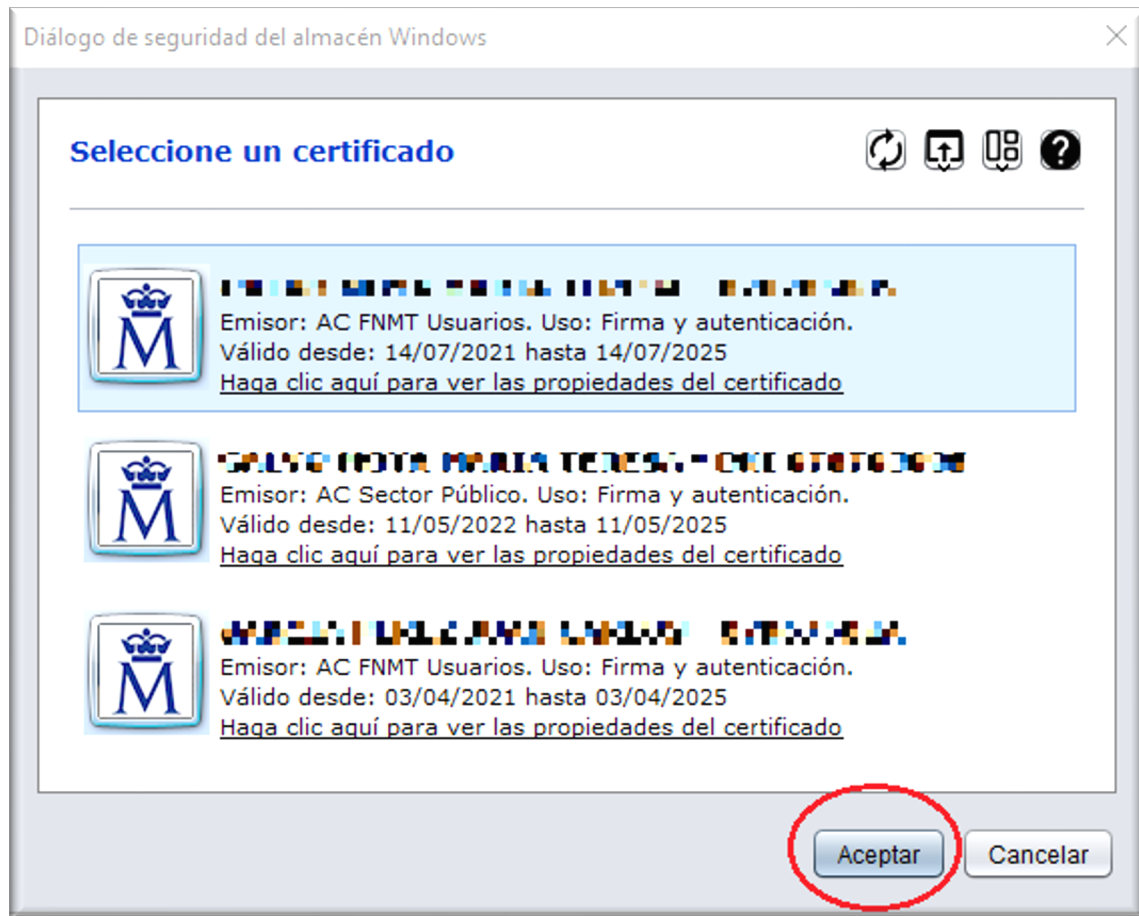 Diálogo de seguridad del almacén Windows
Seleccione un certificado
Emisor: AC FNMT Usuarios. Uso: Firma y autenticación.
Válido desde: 14/07/2021 hasta 14/07/2025
Haga clic aquí para ver las propiedades del certificado
Emisor: AC Sector Público. Uso: Firma y autenticación.
Válido desde: 11/05/2022 hasta 11/05/2025
Haga clic aquí para ver las propiedades del certificado
Emisor: AC FNMT Usuarios. Uso: Firma y autenticación.
Válido desde: 03/04/2021 hasta 03/04/2025
Haga clic aquí para ver las propiedades del certificado
Aceptar Cancelar